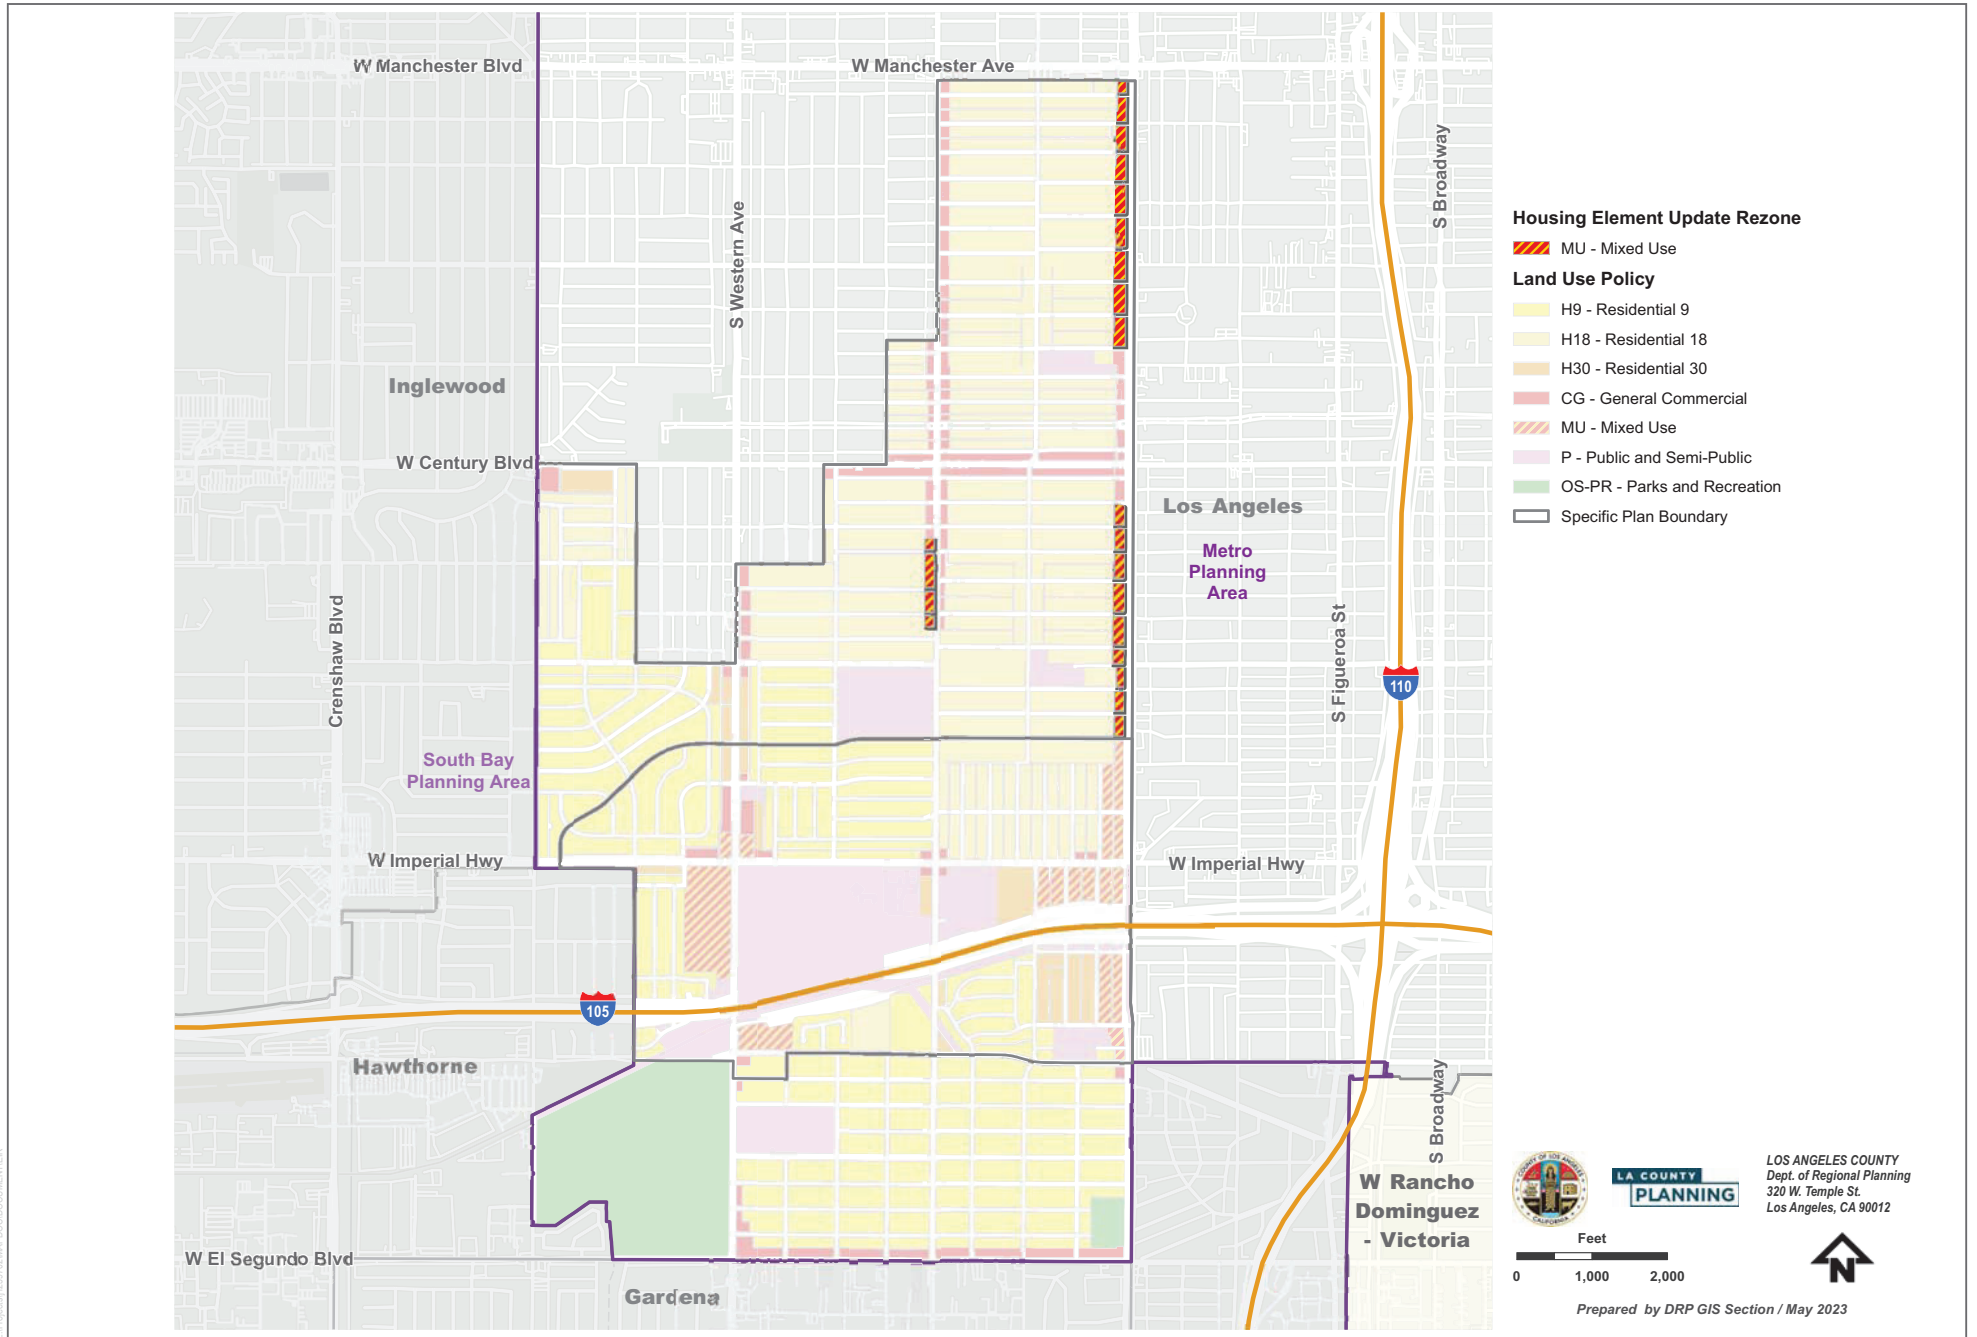 W Manchester Blvd
W Manchester Ave
S Western Ave
S Broadway
Inglewood
W Century Blvd
Los Angeles
Metro
Planning
Area
Crenshaw Blvd
S Figueroa St
110
South Bay
Planning Area
W Imperial Hwy
W Imperial Hwy
105
Hawthorne
S Broadway
W Rancho
Dominguez
- Victoria
W El Segundo Blvd
Gardena
Housing Element Update Rezone
MU - Mixed Use
Land Use Policy
H9 - Residential 9
H18 - Residential 18
H30 - Residential 30
CG - General Commercial
MU - Mixed Use
P - Public and Semi-Public
OS-PR - Parks and Recreation
Specific Plan Boundary
COUNTY OF LOS ANGELES
CALIFORNIA
LA COUNTY
PLANNING
LOS ANGELES COUNTY
Dept. of Regional Planning
320 W. Temple St.
Los Angeles, CA 90012
Feet
0 1,000 2,000
N
Prepared by DRP GIS Section / May 2023